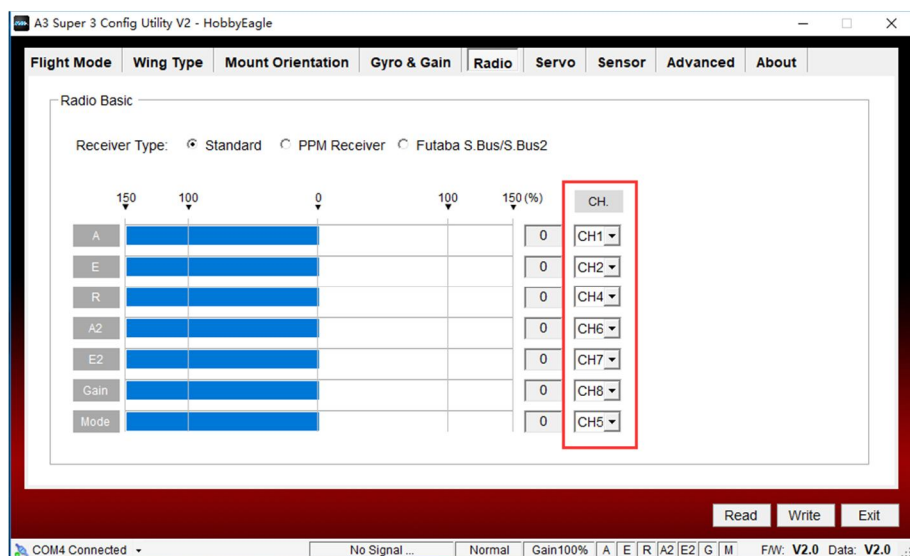 A3 Super 3 Config Utility V2 - HobbyEagle
Flight Mode Wing Type Mount Orientation Gyro & Gain Radio Servo Sensor Advanced About
Radio Basic
Receiver Type: Standard PPM Receiver Futaba S.Bus/S.Bus2
150 100 0 100 150 (%) CH.
A 0 CH1
E 0 CH2
R 0 CH4
A2 0 CH6
E2 0 CH7
Gain 0 CH8
Mode 0 CH5
Read Write Exit
COM4 Connected No Signal ... Normal Gain100% A E R A2 E2 G M F/W: V2.0 Data: V2.0